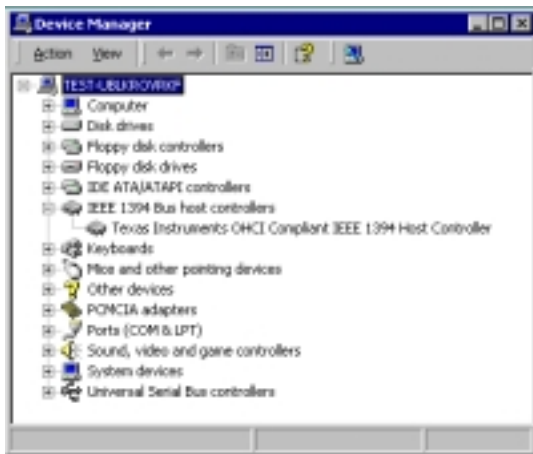 Device Manager
Action View
Computer
Disk drives
Floppy disk controllers
Floppy disk drives
IDE ATA/ATAPI controllers
IEEE 1394 Bus host controllers
Texas Instruments OHCI Compliant IEEE 1394 Host Controller
Keyboards
Mice and other pointing devices
Other devices
PCMCIA adapters
Ports (COM & LPT)
Sound, video and game controllers
System devices
Universal Serial Bus controllers